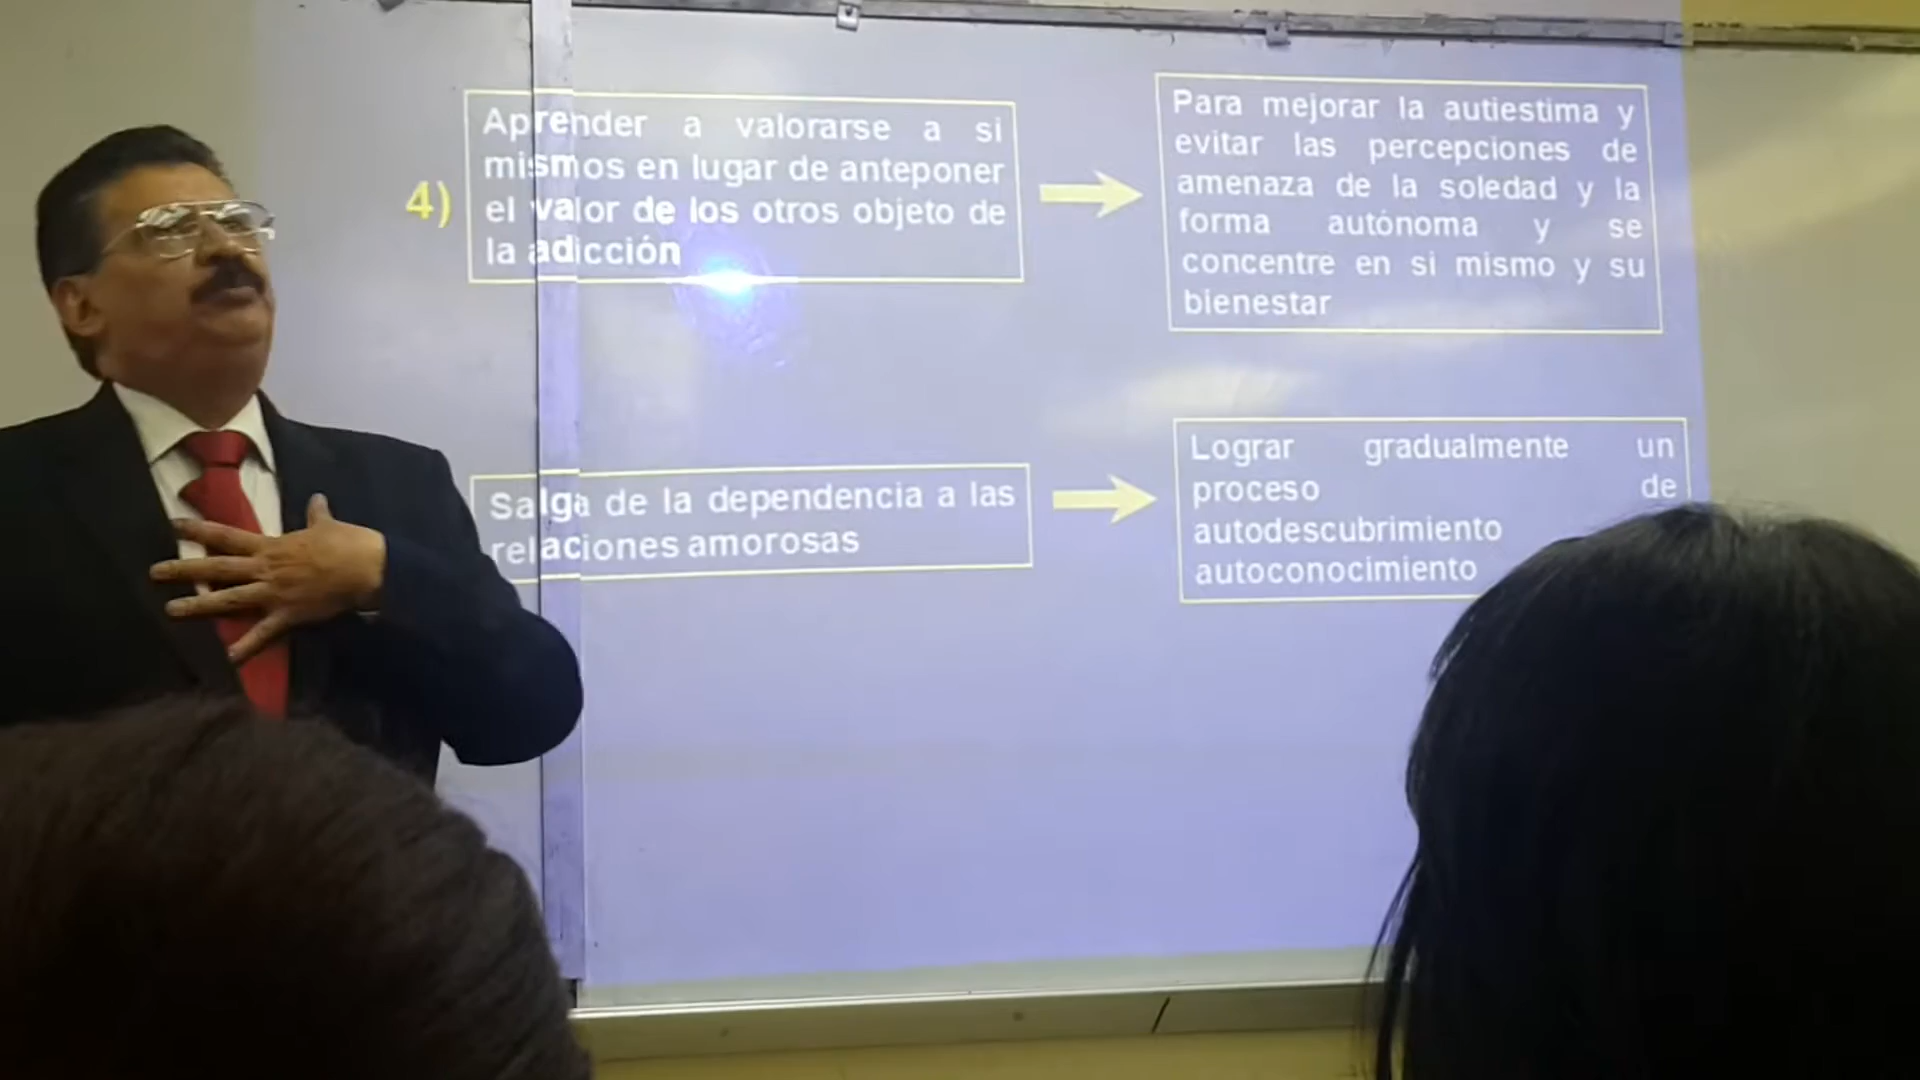 4)
Aprender a valorarse a si
mismos en lugar de anteponer
el valor de los otros objeto de
la adicción
Para mejorar la autiestima y
evitar las percepciones de
amenaza de la soledad y la
forma autónoma y se
concentre en si mismo y su
bienestar
Salga de la dependencia a las
relaciones amorosas
Lograr gradualmente un
proceso de
autodescubrimiento
autoconocimiento